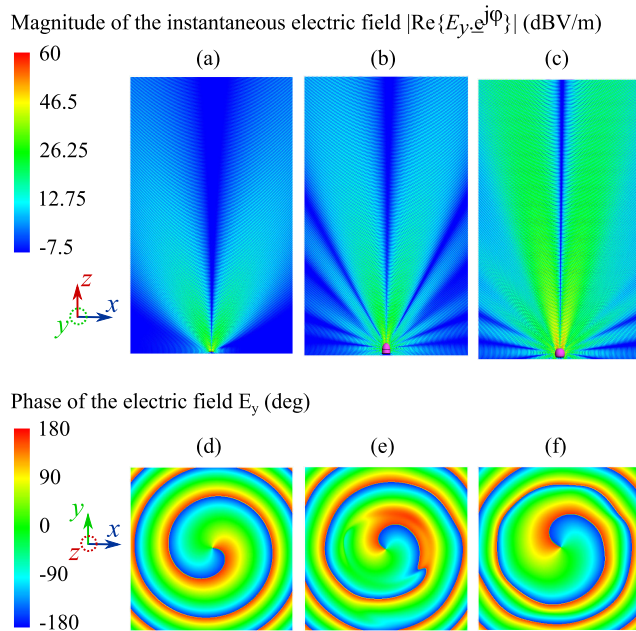 Magnitude of the instantaneous electric field |Re{Ey.e^jφ}| (dBV/m)
60
46.5
26.25
12.75
-7.5
(a) (b) (c)
z
y x
Phase of the electric field Ey (deg)
180
90
0
-90
-180
(d) (e) (f)
y
z x